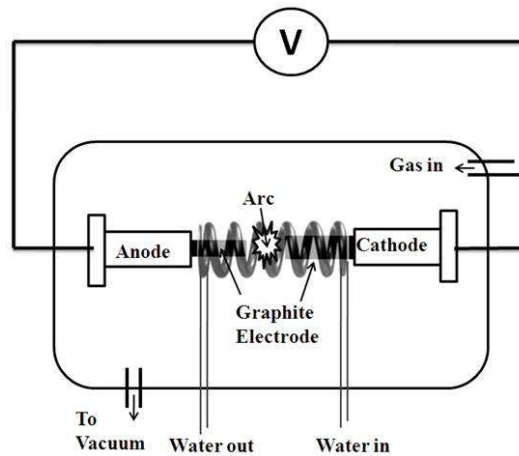 V
Gas in
Arc
Anode
Cathode
Graphite
Electrode
To
Vacuum
Water out
Water in